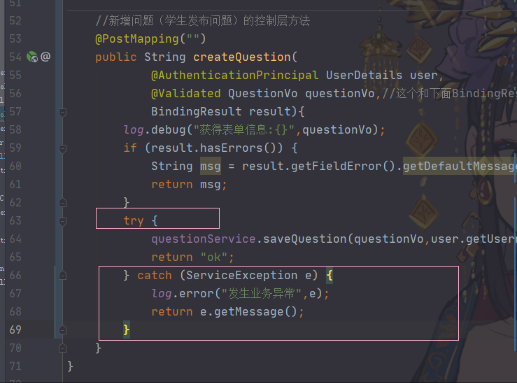 51
52 //新增问题（学生发布问题）的控制层方法
53 @PostMapping("")
54 @ public String createQuestion(
55 @AuthenticationPrincipal UserDetails user,
56 @Validated QuestionVo questionVo,//这个和下面BindingRes
57 BindingResult result){
58 log.debug("获得表单信息:{}",questionVo);
59 if (result.hasErrors()) {
60 String msg = result.getFieldError().getDefaultMessage
61 return msg;
62 }
63 try {
64 questionService.saveQuestion(questionVo,user.getUsern
65 return "ok";
66 } catch (ServiceException e) {
67 log.error("发生业务异常",e);
68 return e.getMessage();
69 }
70 }
71 }